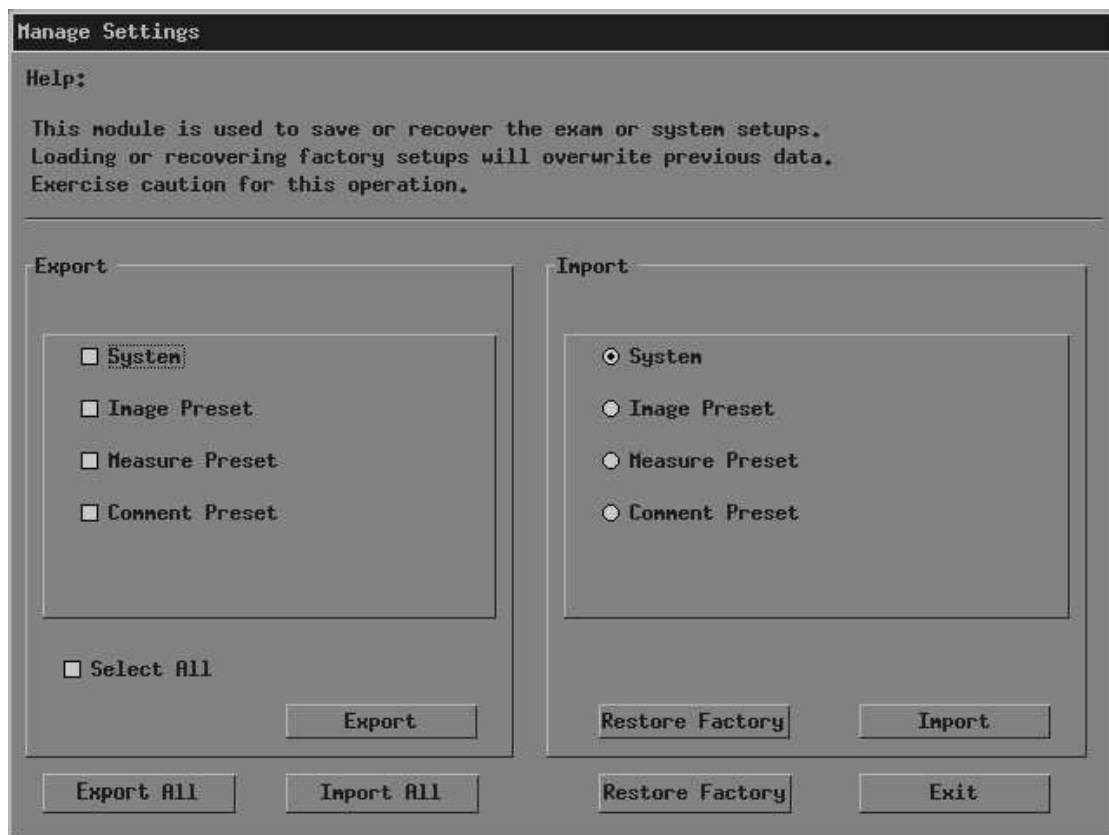 Manage Settings
Help:
This module is used to save or recover the exam or system setups.
Loading or recovering factory setups will overwrite previous data.
Exercise caution for this operation.
Export
System
Image Preset
Measure Preset
Comment Preset
Select All
Export
Import
System
Image Preset
Measure Preset
Comment Preset
Restore Factory
Import
Export All
Import All
Restore Factory
Exit